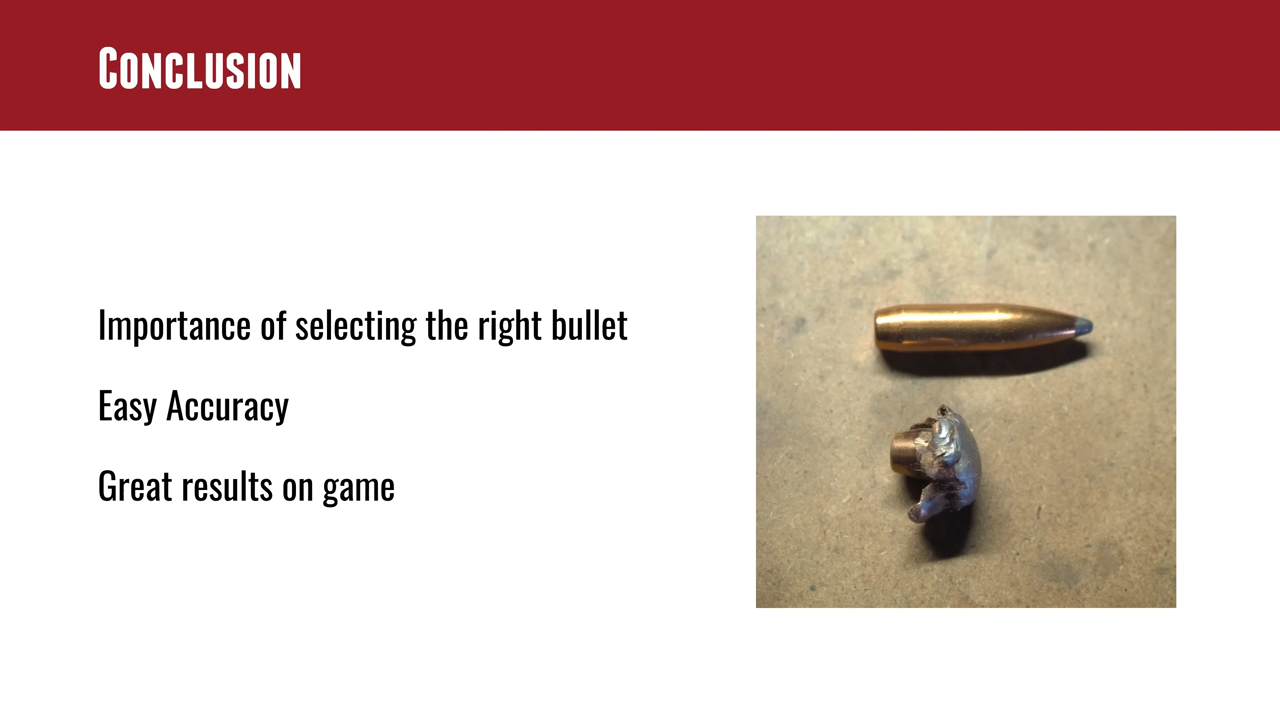 Conclusion
Importance of selecting the right bullet
Easy Accuracy
Great results on game